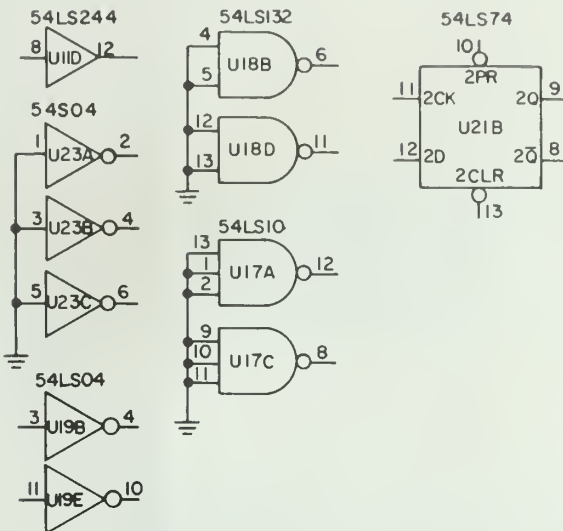 54LS244
8 U11D 12
54S04
1 U23A 2
3 U23B 4
5 U23C 6
54LS04
3 U19B 4
11 U19E 10
54LS132
4
5 U18B 6
12
13 U18D 11
54LS10
13
1 U17A 12
2
9
10 U17C 8
11
54LS74
10
2PR
11 2CK 2Q 9
U21B
12 2D 2Q̅ 8
2CLR
13